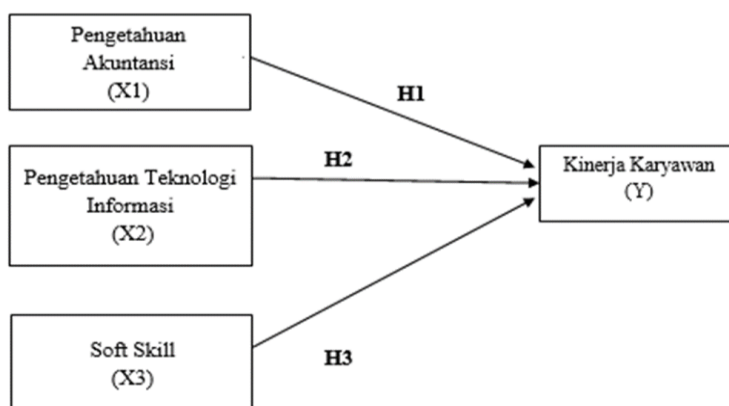 Pengetahuan
Akuntansi
(X1)
H1
H2
Pengetahuan Teknologi
Informasi
(X2)
Kinerja Karyawan
(Y)
Soft Skill
(X3)
H3